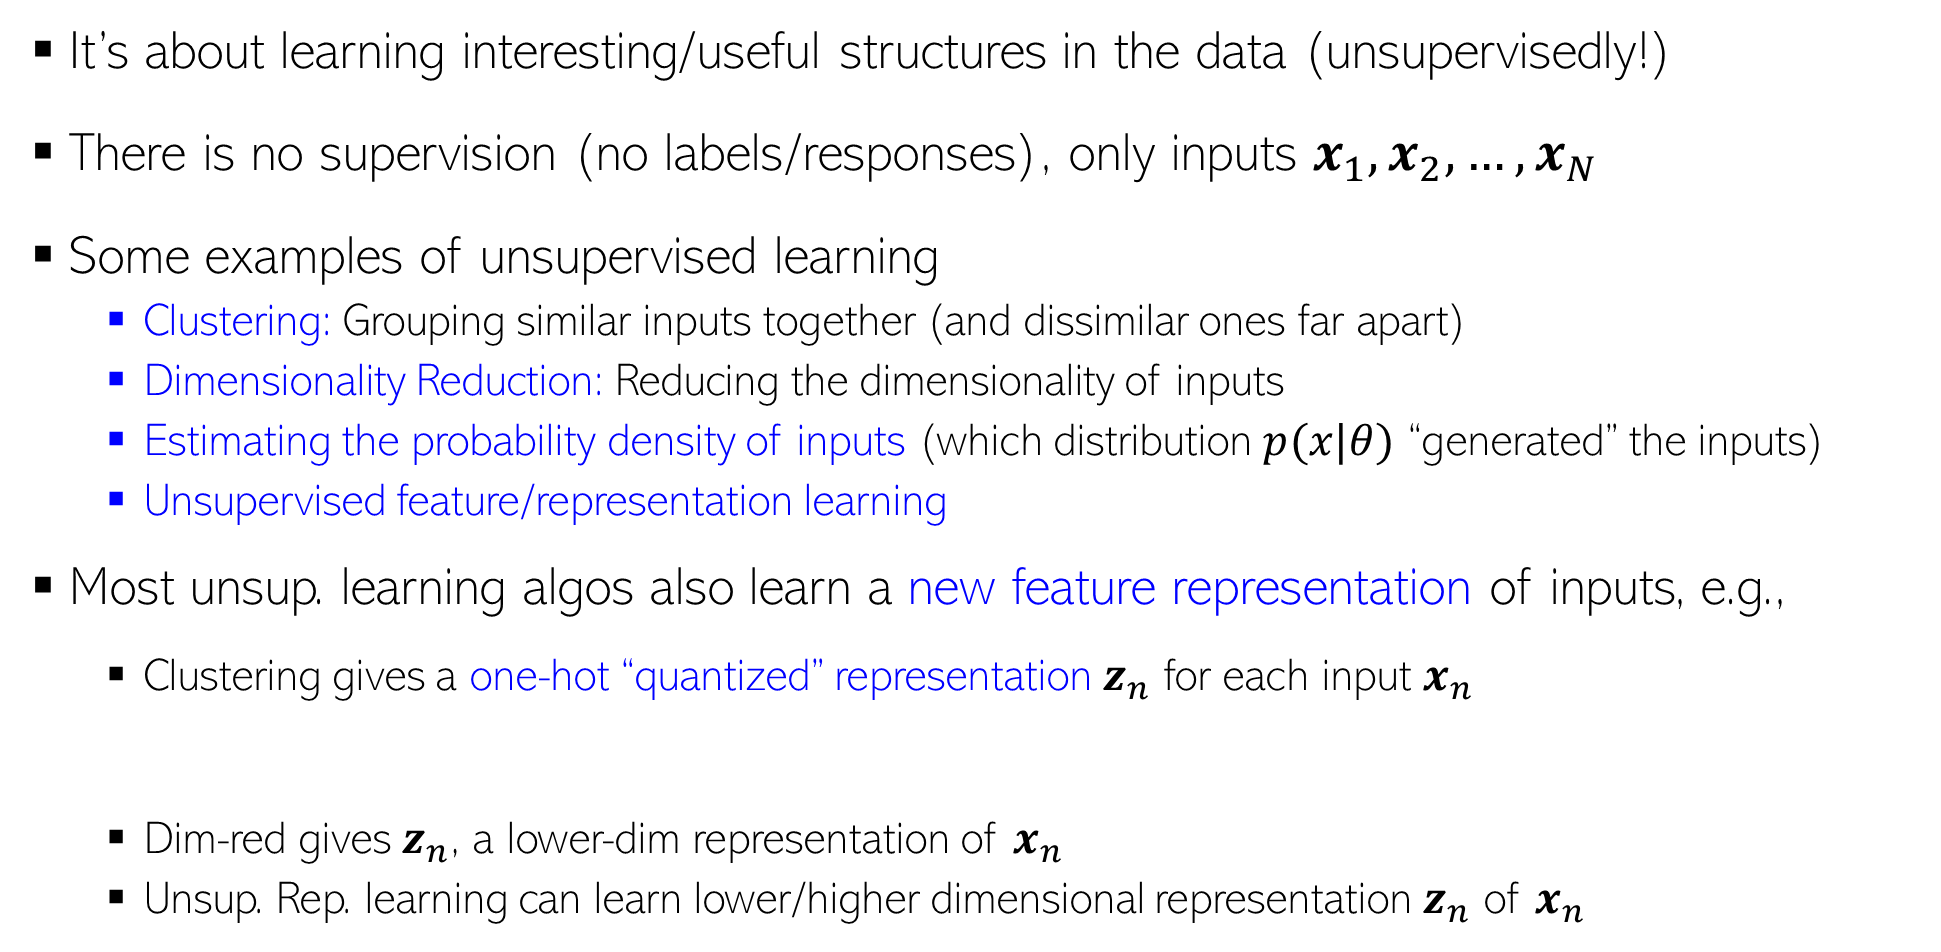 ▪ It's about learning interesting/useful structures in the data (unsupervisedly!)
▪ There is no supervision (no labels/responses), only inputs 𝒙₁, 𝒙₂, … , 𝒙_N
▪ Some examples of unsupervised learning
▪ Clustering: Grouping similar inputs together (and dissimilar ones far apart)
▪ Dimensionality Reduction: Reducing the dimensionality of inputs
▪ Estimating the probability density of inputs (which distribution 𝒑(𝒙|𝜽) “generated” the inputs)
▪ Unsupervised feature/representation learning
▪ Most unsup. learning algos also learn a new feature representation of inputs, e.g.,
▪ Clustering gives a one-hot “quantized” representation 𝒛ₙ for each input 𝒙ₙ
▪ Dim-red gives 𝒛ₙ, a lower-dim representation of 𝒙ₙ
▪ Unsup. Rep. learning can learn lower/higher dimensional representation 𝒛ₙ of 𝒙ₙ